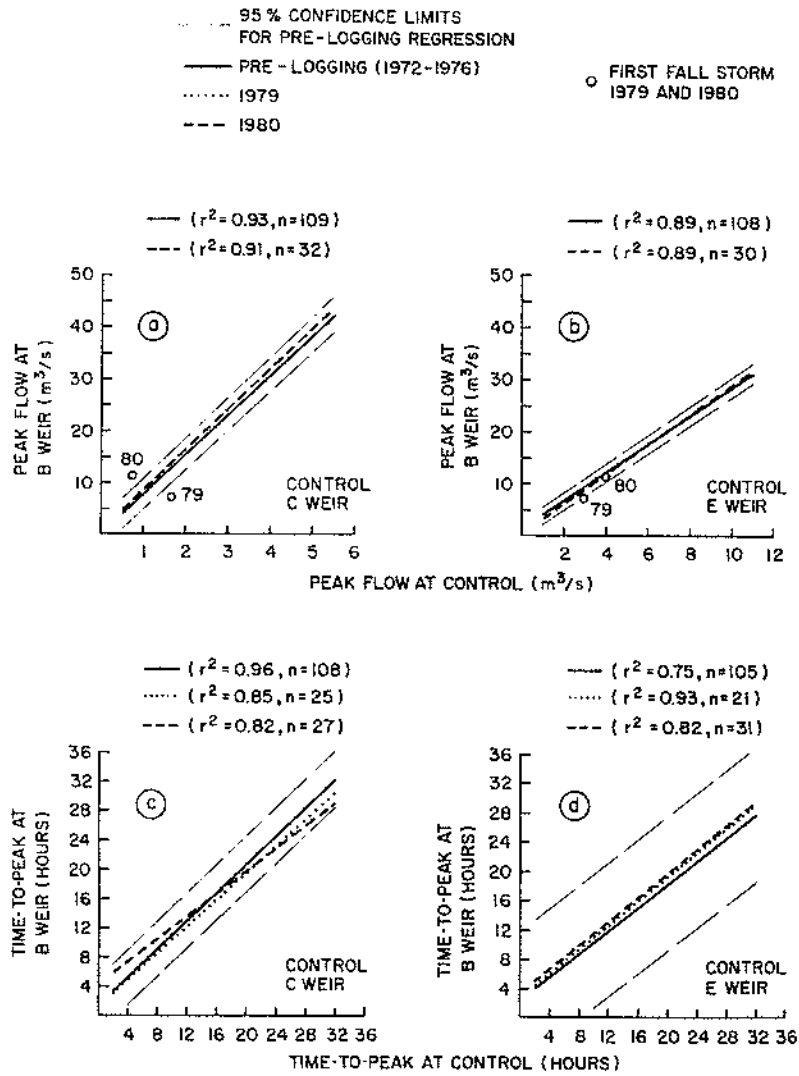 95% CONFIDENCE LIMITS
FOR PRE-LOGGING REGRESSION
PRE-LOGGING (1972-1976)
1979
1980
FIRST FALL STORM
1979 AND 1980
(r²=0.93, n=109)
(r²=0.91, n=32)
PEAK FLOW AT
B WEIR (m³/s)
50
40
30
20
10
a
80
79
CONTROL
C WEIR
1 2 3 4 5 6
(r²=0.89, n=108)
(r²=0.89, n=30)
PEAK FLOW AT
B WEIR (m³/s)
50
40
30
20
10
b
80
79
CONTROL
E WEIR
2 4 6 8 10 12
PEAK FLOW AT CONTROL (m³/s)
(r²=0.96, n=108)
(r²=0.85, n=25)
(r²=0.82, n=27)
TIME-TO-PEAK AT
B WEIR (HOURS)
36
32
28
24
20
16
12
8
4
c
CONTROL
C WEIR
4 8 12 16 20 24 28 32 36
(r²=0.75, n=105)
(r²=0.93, n=21)
(r²=0.82, n=31)
TIME-TO-PEAK AT
B WEIR (HOURS)
36
32
28
24
20
16
12
8
4
d
CONTROL
E WEIR
4 8 12 16 20 24 28 32 36
TIME-TO-PEAK AT CONTROL (HOURS)